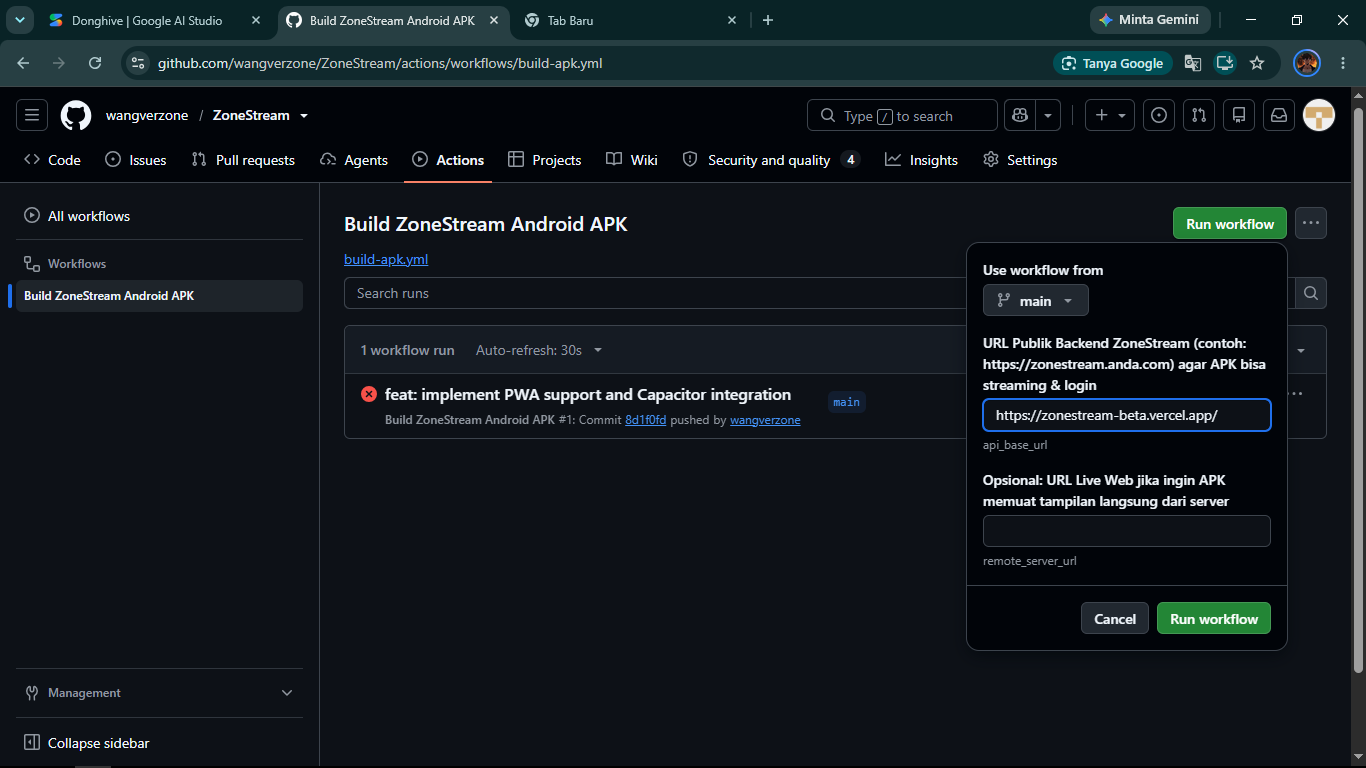 Donghive | Google AI Studio
Build ZoneStream Android APK
Tab Baru
Minta Gemini
github.com/wangverzone/ZoneStream/actions/workflows/build-apk.yml
Tanya Google
wangverzone / ZoneStream
Type / to search
Code
Issues
Pull requests
Agents
Actions
Projects
Wiki
Security and quality 4
Insights
Settings
All workflows
Workflows
Build ZoneStream Android APK
Management
Collapse sidebar
Build ZoneStream Android APK
build-apk.yml
Search runs
1 workflow run
Auto-refresh: 30s
feat: implement PWA support and Capacitor integration
main
Build ZoneStream Android APK #1: Commit 8d1f0fd pushed by wangverzone
Run workflow
Use workflow from
main
URL Publik Backend ZoneStream (contoh:
https://zonestream.anda.com) agar APK bisa
streaming & login
https://zonestream-beta.vercel.app/
api_base_url
Opsional: URL Live Web jika ingin APK
memuat tampilan langsung dari server
remote_server_url
Cancel
Run workflow